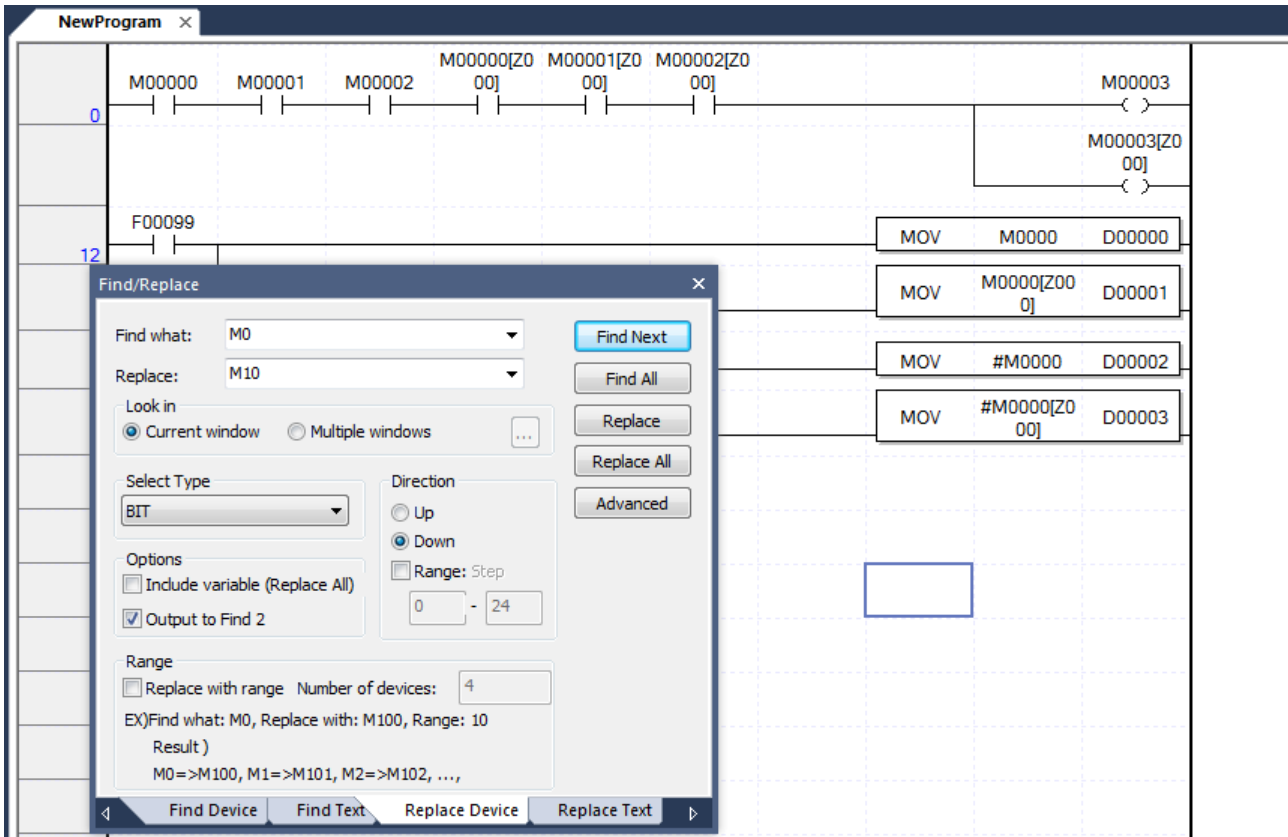 NewProgram ×
M00000[Z0 M00001[Z0 M00002[Z0
M00000 M00001 M00002 00] 00] 00] M00003
0
M00003[Z0
00]
F00099
12
MOV M0000 D00000
MOV M0000[Z00 D00001
0]
MOV #M0000 D00002
MOV #M0000[Z0 D00003
00]
Find/Replace ×
Find what: M0 Find Next
Replace: M10 Find All
Look in
Current window Multiple windows ... Replace
Replace All
Select Type Direction
BIT Up Advanced
Down
Options
Include variable (Replace All) Range: Step
Output to Find 2 0 - 24
Range
Replace with range Number of devices: 4
EX)Find what: M0, Replace with: M100, Range: 10
Result )
M0=>M100, M1=>M101, M2=>M102, ...,
Find Device Find Text Replace Device Replace Text